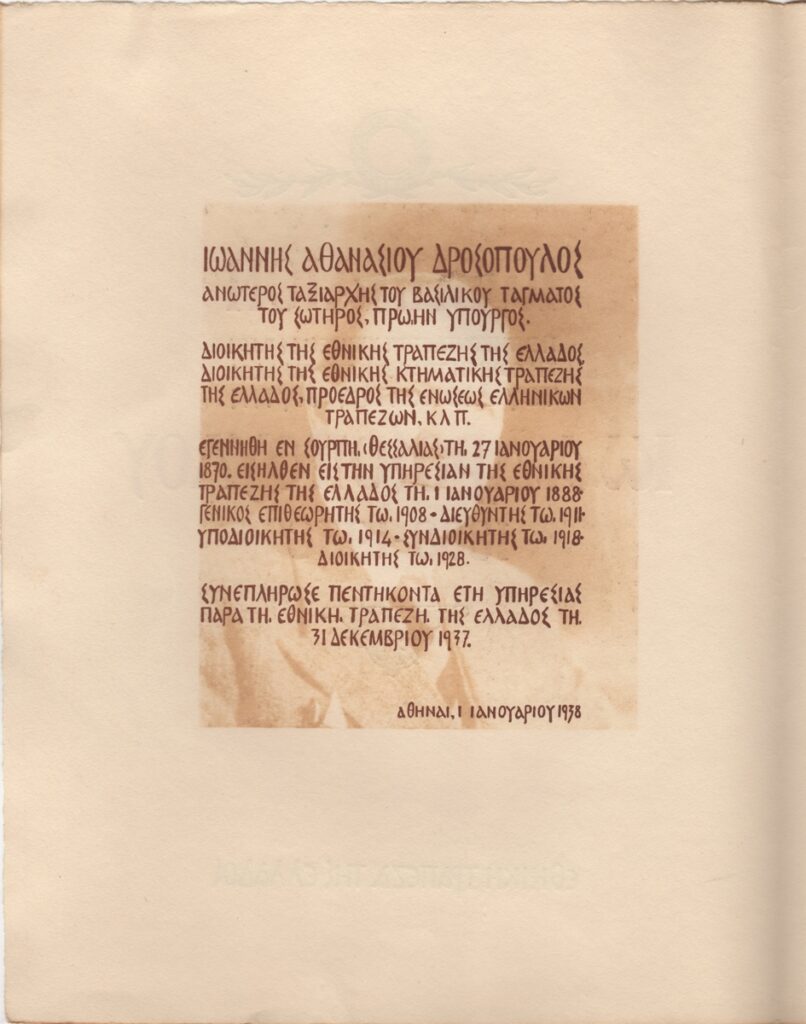 ΙΩΑΝΝΗΣ ΑΘΑΝΑΣΙΟΥ ΔΡΟΣΟΠΟΥΛΟΣ
ΑΝΩΤΕΡΟΣ ΤΑΞΙΑΡΧΗΣ ΤΟΥ ΒΑΣΙΛΙΚΟΥ ΤΑΓΜΑΤΟΣ
ΤΟΥ ΣΩΤΗΡΟΣ, ΠΡΩΗΝ ΥΠΟΥΡΓΟΣ.
ΔΙΟΙΚΗΤΗΣ ΤΗΣ ΕΘΝΙΚΗΣ ΤΡΑΠΕΖΗΣ ΤΗΣ ΕΛΛΑΔΟΣ
ΔΙΟΙΚΗΤΗΣ ΤΗΣ ΕΘΝΙΚΗΣ ΚΤΗΜΑΤΙΚΗΣ ΤΡΑΠΕΖΗΣ
ΤΗΣ ΕΛΛΑΔΟΣ, ΠΡΟΕΔΡΟΣ ΤΗΣ ΕΝΩΣΕΩΣ ΕΛΛΗΝΙΚΩΝ
ΤΡΑΠΕΖΩΝ, ΚΛΠ.
ΕΓΕΝΝΗΘΗ ΕΝ ΣΟΥΡΠΗ, (ΘΕΣΣΑΛΙΑΣ) ΤΗ, 27 ΙΑΝΟΥΑΡΙΟΥ
1870. ΕΙΣΗΛΘΕΝ ΕΙΣ ΤΗΝ ΥΠΗΡΕΣΙΑΝ ΤΗΣ ΕΘΝΙΚΗΣ
ΤΡΑΠΕΖΗΣ ΤΗΣ ΕΛΛΑΔΟΣ ΤΗ, 1 ΙΑΝΟΥΑΡΙΟΥ 1888·
ΓΕΝΙΚΟΣ ΕΠΙΘΕΩΡΗΤΗΣ ΤΩ, 1908 · ΔΙΕΥΘΥΝΤΗΣ ΤΩ, 1911·
ΥΠΟΔΙΟΙΚΗΤΗΣ ΤΩ, 1914 · ΣΥΝΔΙΟΙΚΗΤΗΣ ΤΩ, 1918·
ΔΙΟΙΚΗΤΗΣ ΤΩ, 1928.
ΣΥΝΕΠΛΗΡΩΣΕ ΠΕΝΤΗΚΟΝΤΑ ΕΤΗ ΥΠΗΡΕΣΙΑΣ
ΠΑΡΑ ΤΗ, ΕΘΝΙΚΗ, ΤΡΑΠΕΖΗ, ΤΗΣ ΕΛΛΑΔΟΣ ΤΗ,
31 ΔΕΚΕΜΒΡΙΟΥ 1937.
ΑΘΗΝΑΙ, 1 ΙΑΝΟΥΑΡΙΟΥ 1938